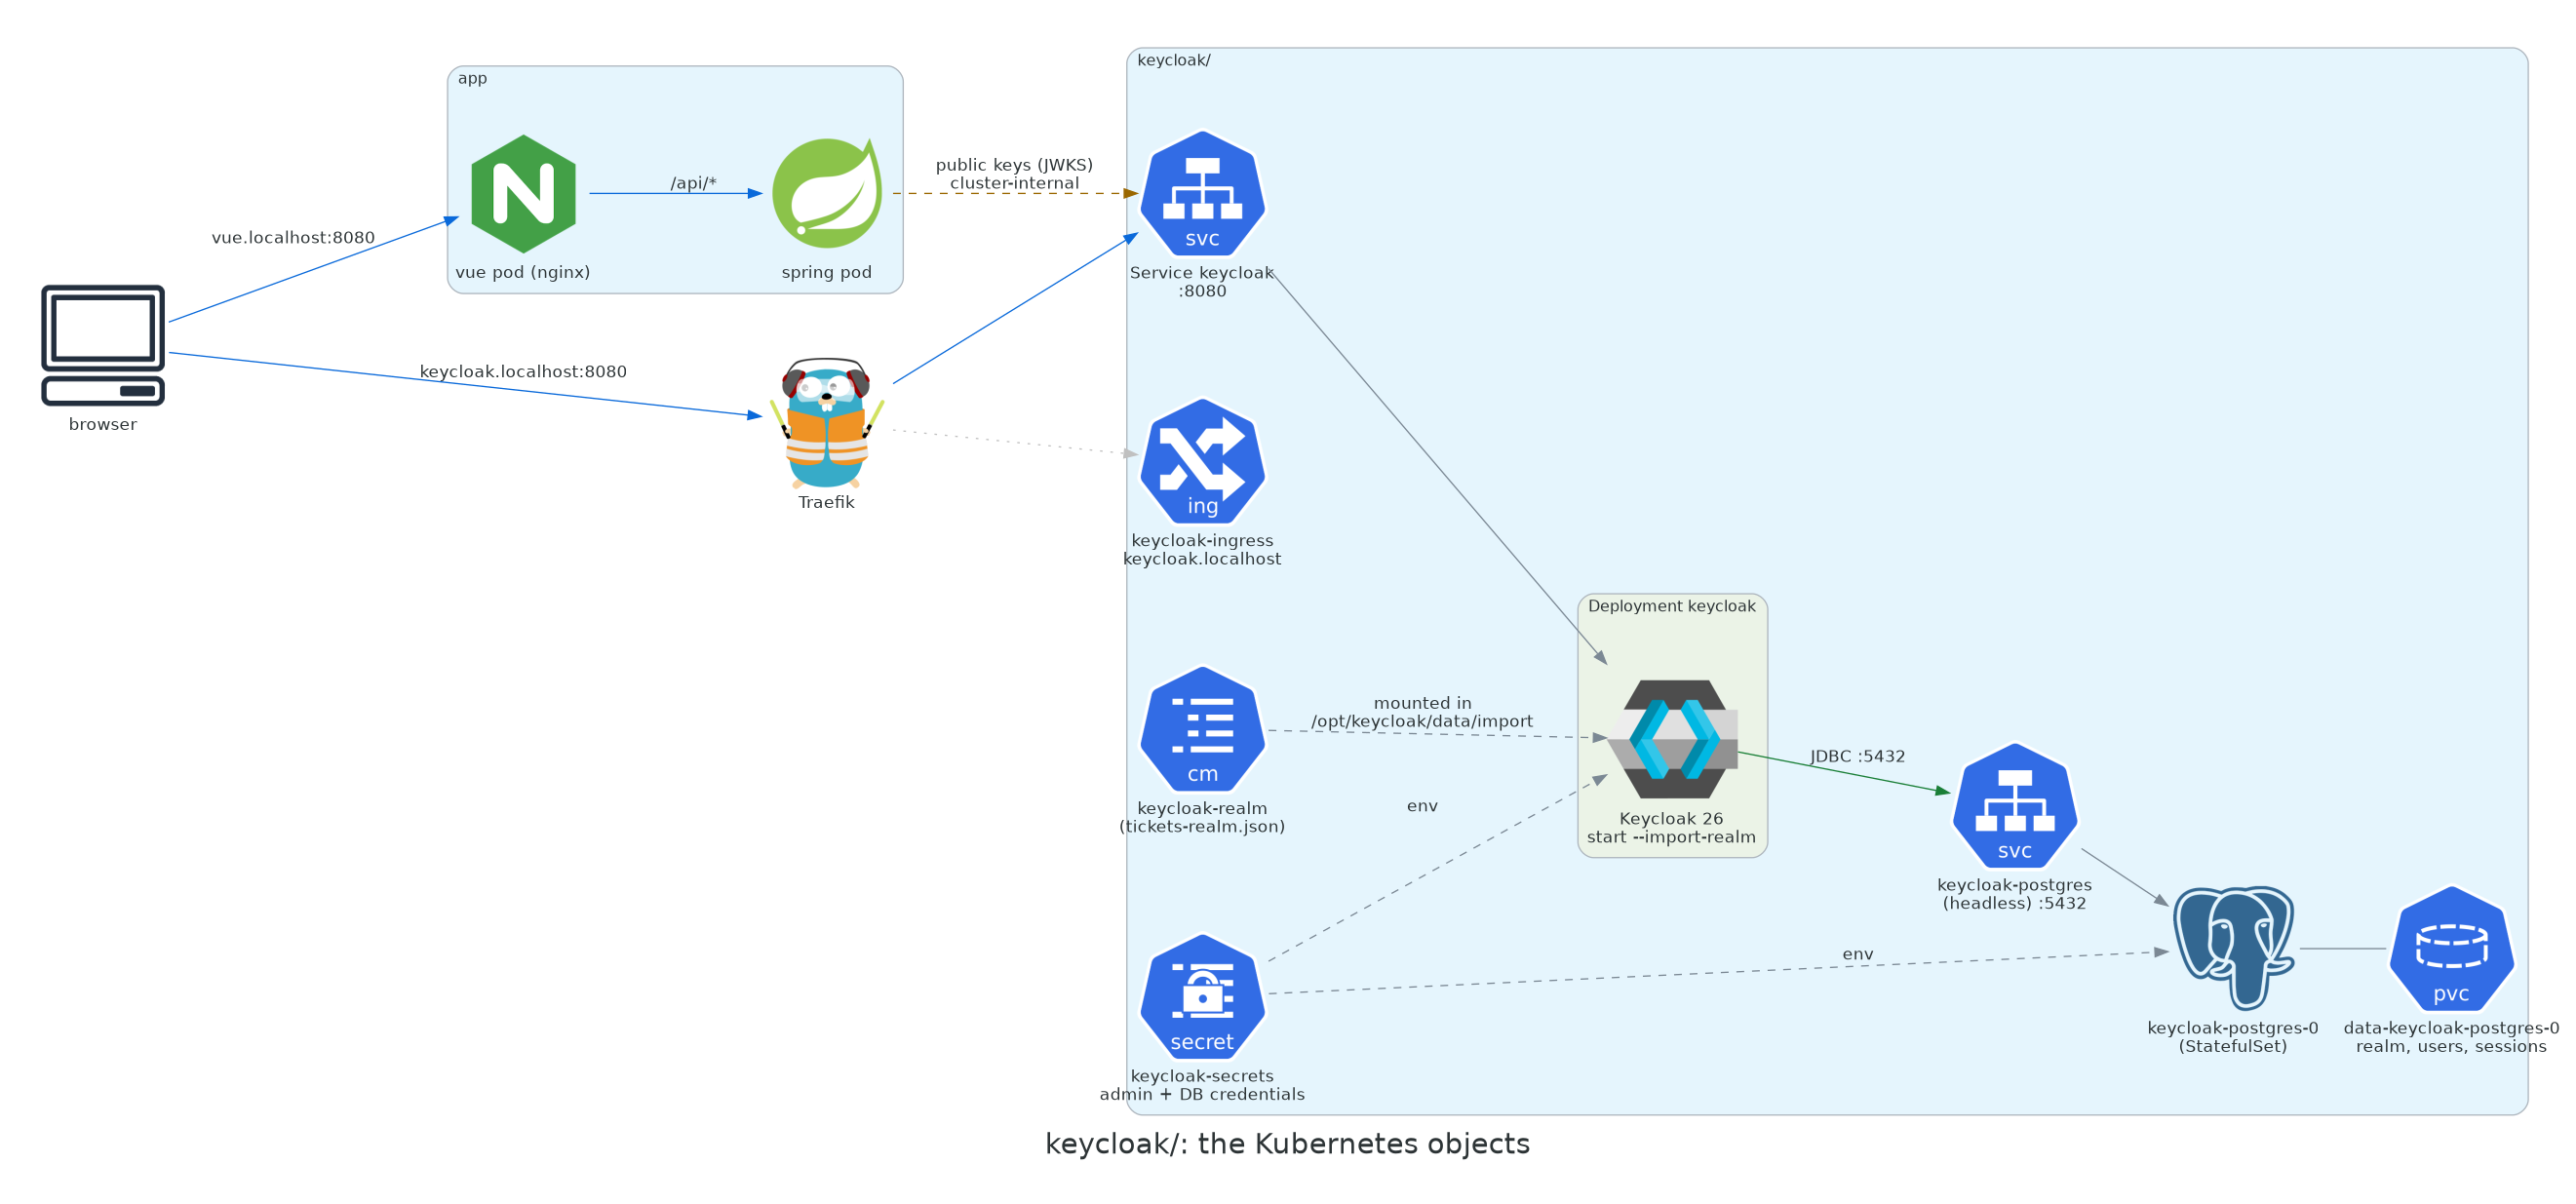 keycloak/
app
public keys (JWKS)
cluster-internal
/api/*
vue.localhost:8080
svc
vue pod (nginx)
spring pod
Service keycloak
:8080
keycloak.localhost:8080
browser
Traefik
ing
keycloak-ingress
keycloak.localhost
Deployment keycloak
mounted in
/opt/keycloak/data/import
cm
keycloak-realm
(tickets-realm.json)
env
Keycloak 26
start --import-realm
JDBC :5432
svc
keycloak-postgres
(headless) :5432
env
secret
keycloak-secrets
admin + DB credentials
keycloak-postgres-0
(StatefulSet)
pvc
data-keycloak-postgres-0
realm, users, sessions
keycloak/: the Kubernetes objects